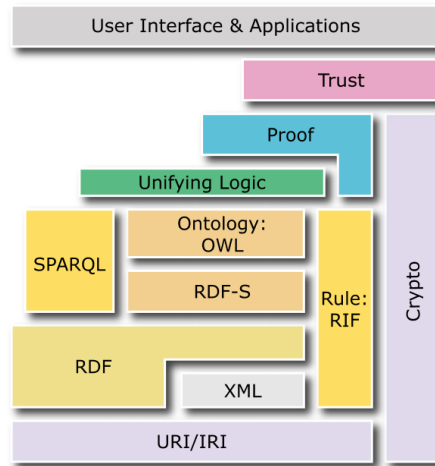 User Interface & Applications
Trust
Proof
Unifying Logic
Ontology:
OWL
SPARQL
RDF-S
Rule:
RIF
Crypto
RDF
XML
URI/IRI